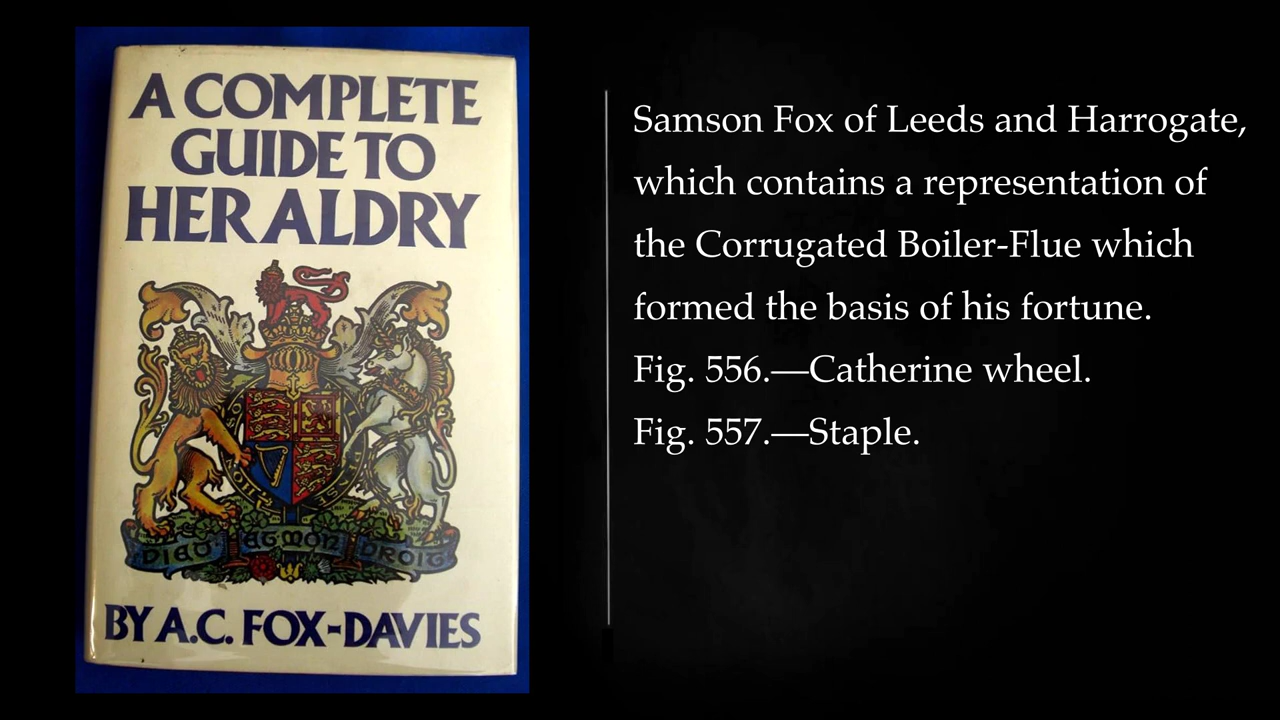 A COMPLETE
GUIDE TO
HERALDRY
DIEU ET MON DROIT
BY A.C. FOX-DAVIES
Samson Fox of Leeds and Harrogate,
which contains a representation of
the Corrugated Boiler-Flue which
formed the basis of his fortune.
Fig. 556.—Catherine wheel.
Fig. 557.—Staple.